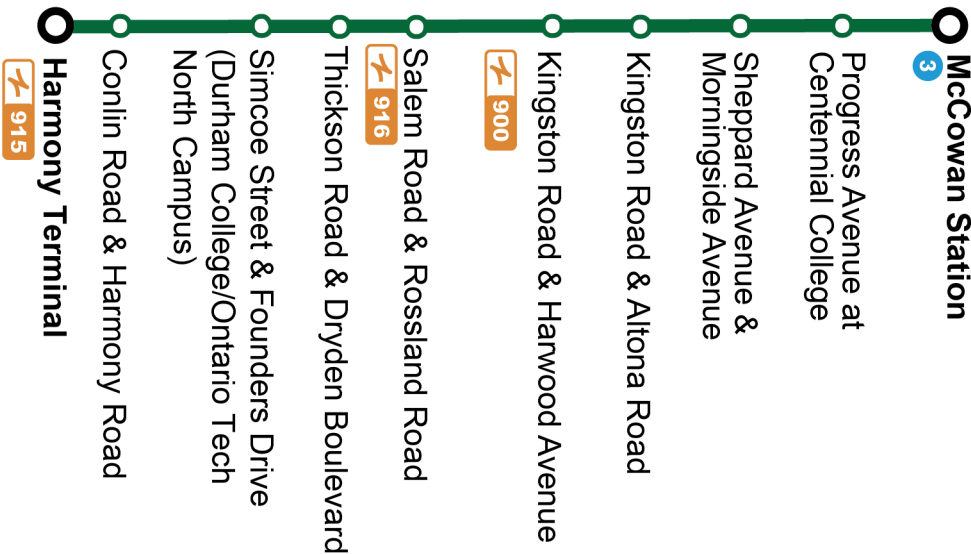 McCowan Station
3
Progress Avenue at
Centennial College
Sheppard Avenue &
Morningside Avenue
Kingston Road & Altona Road
Kingston Road & Harwood Avenue
900
Salem Road & Rossland Road
916
Thickson Road & Dryden Boulevard
Simcoe Street & Founders Drive
(Durham College/Ontario Tech
North Campus)
Conlin Road & Harmony Road
Harmony Terminal
915